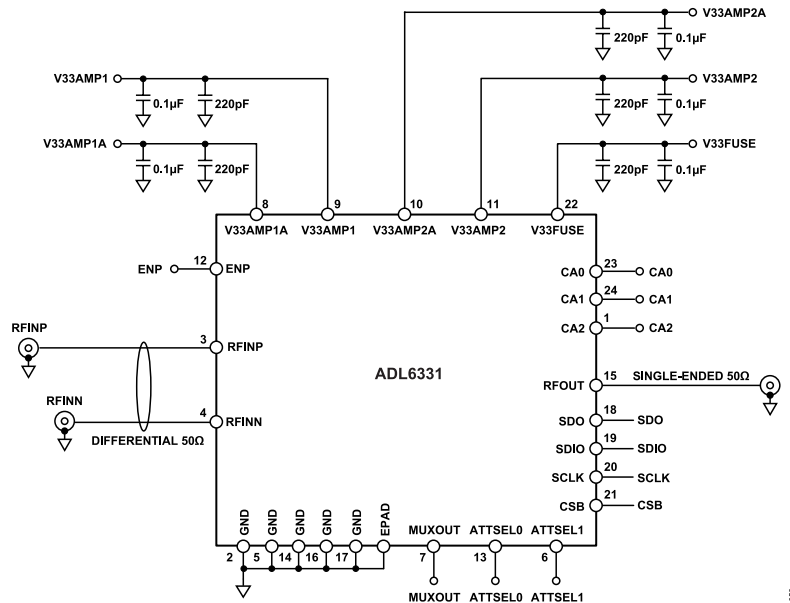 V33AMP2A
220pF 0.1µF
V33AMP1
0.1µF 220pF
V33AMP2
220pF 0.1µF
V33AMP1A
0.1µF 220pF
V33FUSE
220pF 0.1µF
8 9 10 11 22
V33AMP1A V33AMP1 V33AMP2A V33AMP2 V33FUSE
ENP 12 ENP
CA0 23 CA0
CA1 24 CA1
CA2 1 CA2
RFINP 3 RFINP
ADL6331
RFOUT 15 SINGLE-ENDED 50Ω
RFINN 4 RFINN
DIFFERENTIAL 50Ω
SDO 18 SDO
SDIO 19 SDIO
SCLK 20 SCLK
CSB 21 CSB
GND GND GND GND GND EPAD
MUXOUT ATTSEL0 ATTSEL1
2 5 14 16 17 7 13 6
MUXOUT ATTSEL0 ATTSEL1